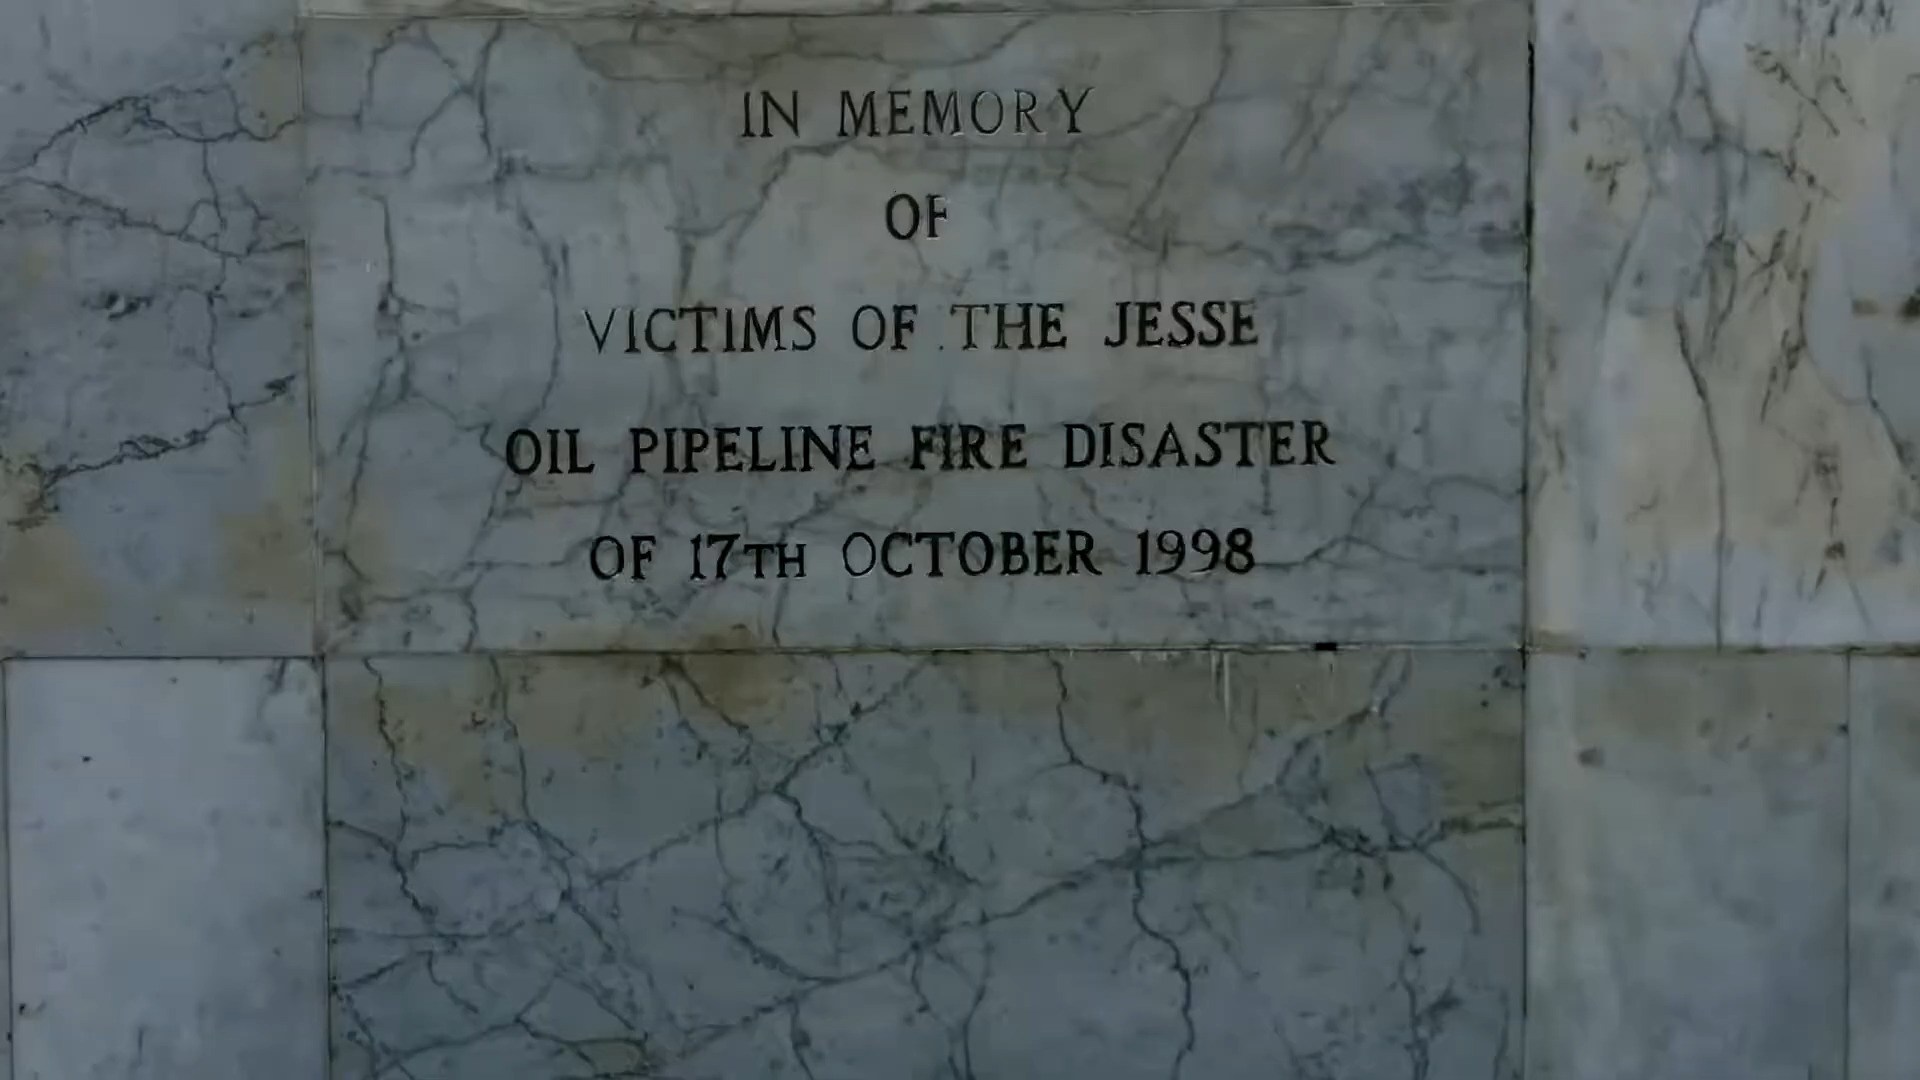 IN MEMORY
OF
VICTIMS OF THE JESSE
OIL PIPELINE FIRE DISASTER
OF 17TH OCTOBER 1998